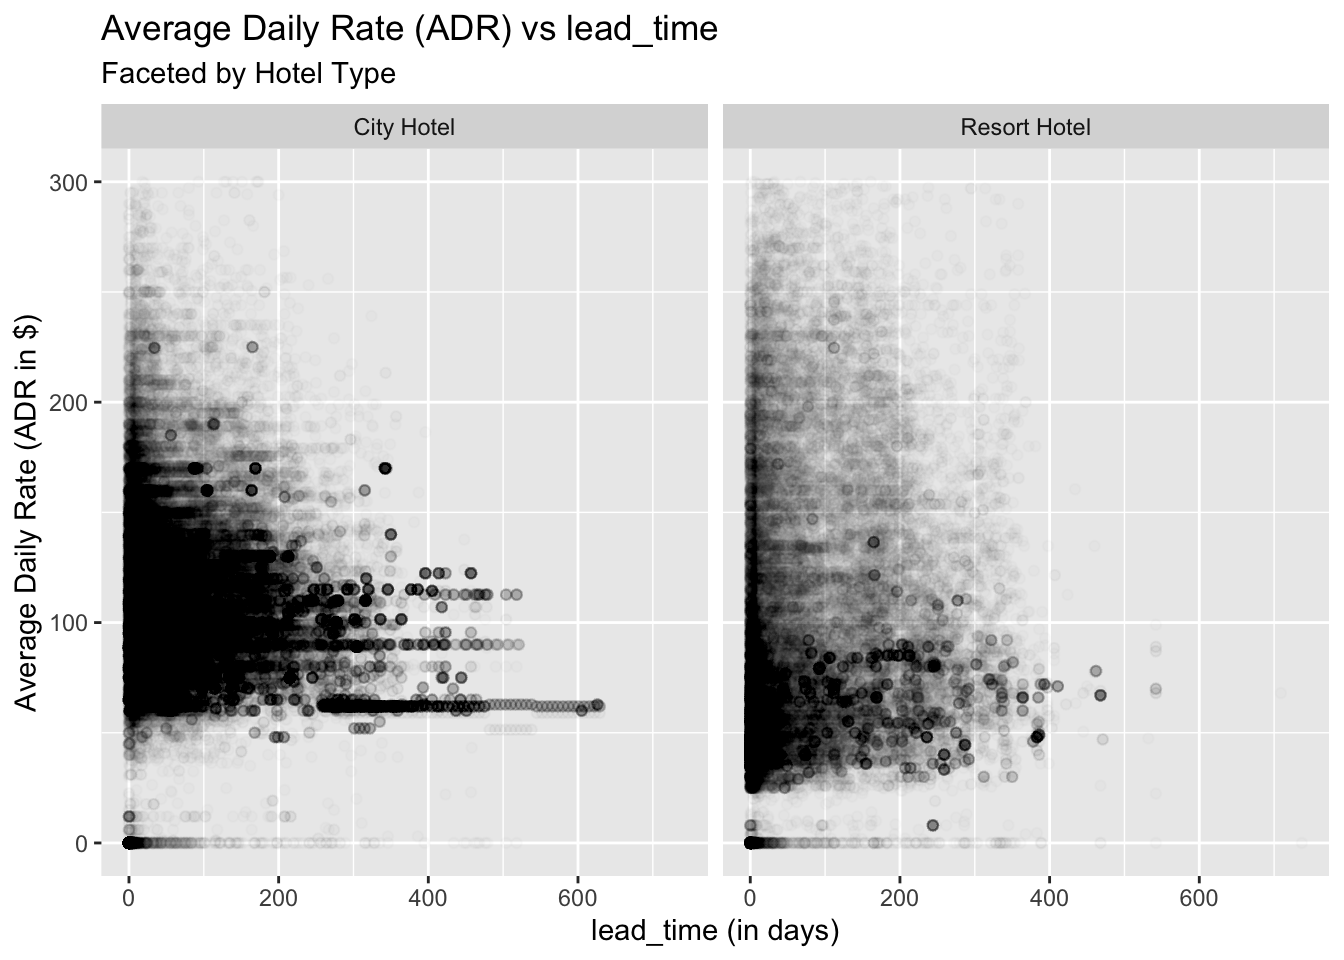 Average Daily Rate (ADR) vs lead_time
Faceted by Hotel Type
City Hotel
Resort Hotel
Average Daily Rate (ADR in $)
300
200
100
0
0 200 400 600
0 200 400 600
lead_time (in days)